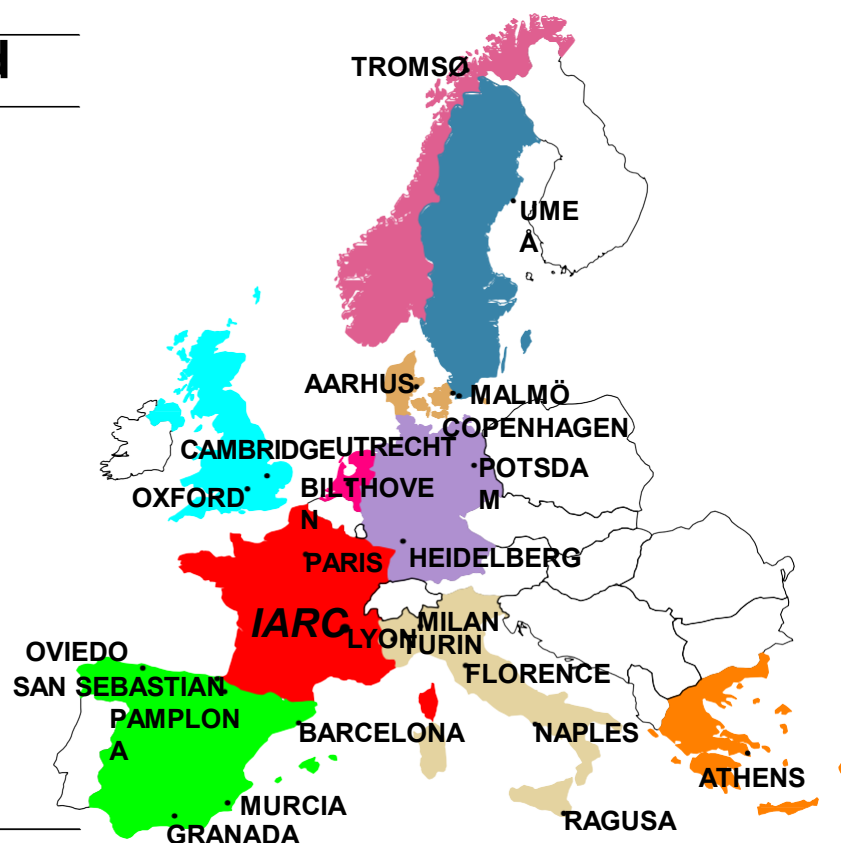 d
TROMSØ
UME
Å
AARHUS
MALMÖ
COPENHAGEN
CAMBRIDGE
UTRECHT
POTSDA
M
OXFORD
BILTHOVE
N
PARIS
HEIDELBERG
IARC
LYON
MILAN
TURIN
OVIEDO
FLORENCE
SAN SEBASTIAN
PAMPLON
A
BARCELONA
NAPLES
ATHENS
MURCIA
RAGUSA
GRANADA